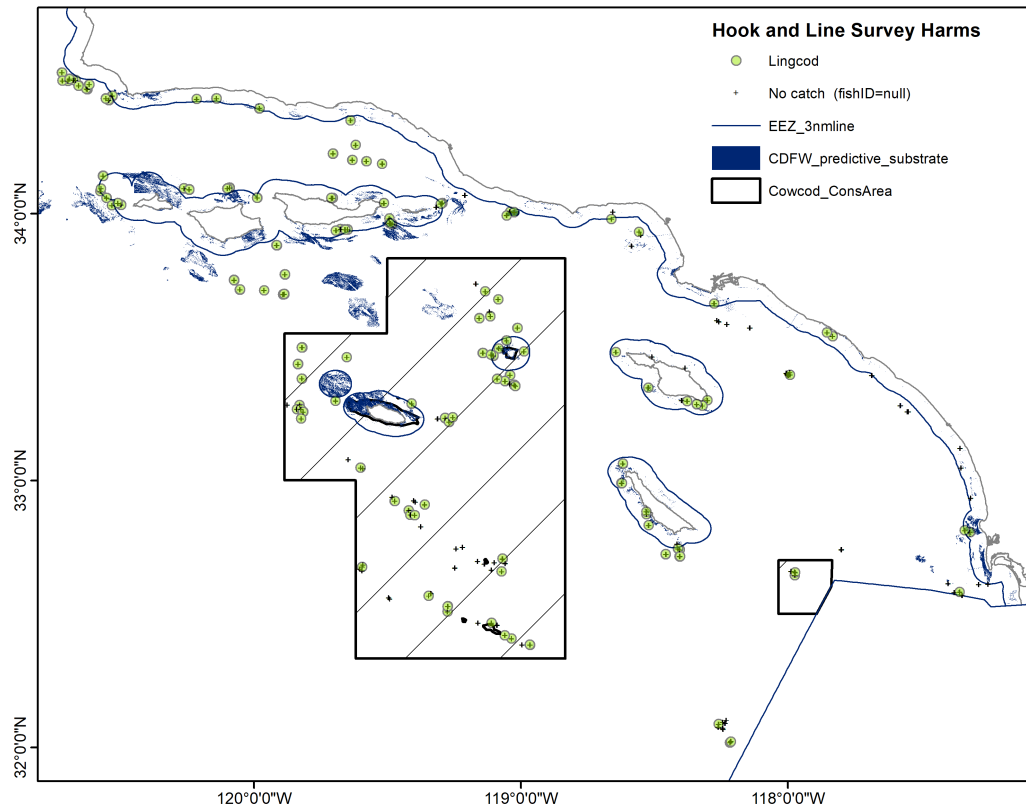 Hook and Line Survey Harms
Lingcod
No catch (fishID=null)
EEZ_3nmline
CDFW_predictive_substrate
Cowcod_ConsArea
34°0'0"N
33°0'0"N
32°0'0"N
120°0'0"W
119°0'0"W
118°0'0"W